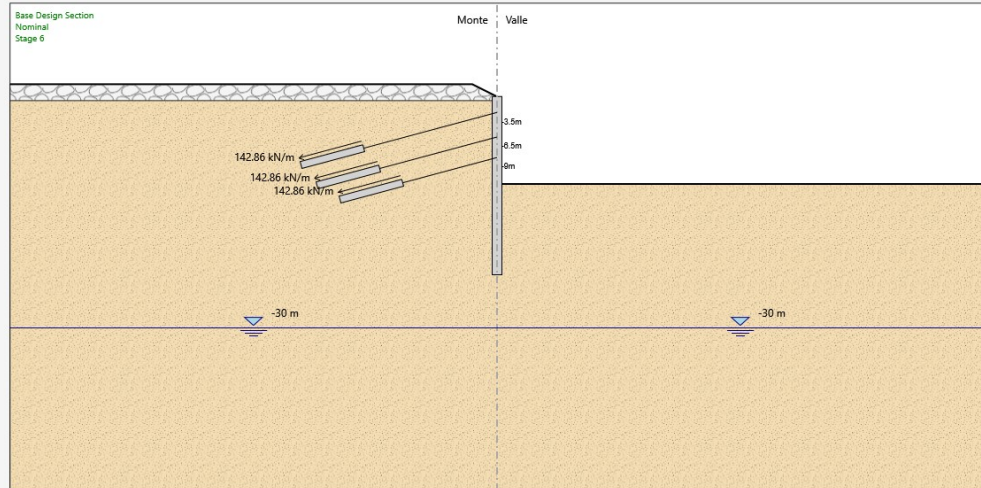 Base Design Section
Nominal
Stage 6
Monte
Valle
-3.5m
142.86 kN/m
-6.5m
142.86 kN/m
-9m
142.86 kN/m
-30 m
-30 m